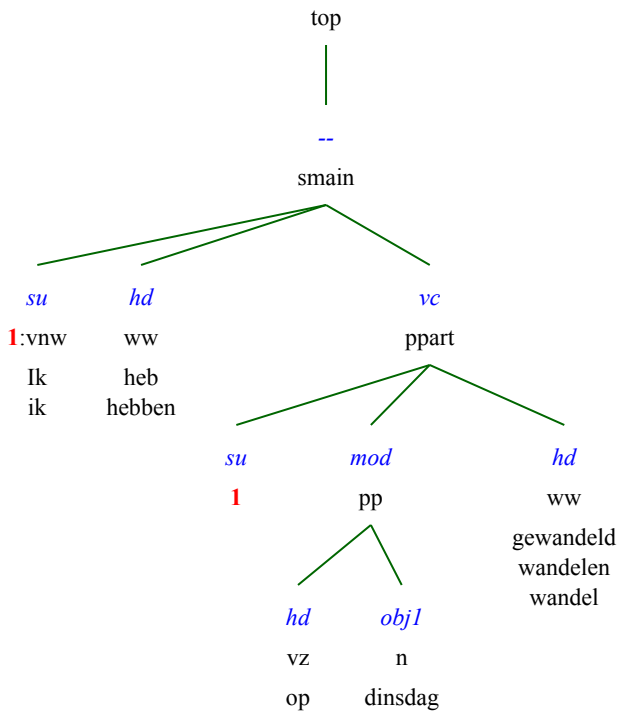 top
--
smain
su hd vc
1:vnw ww ppart
Ik heb
ik hebben
su mod hd
1 pp ww
gewandeld
wandelen
wandel
hd obj1
vz n
op dinsdag